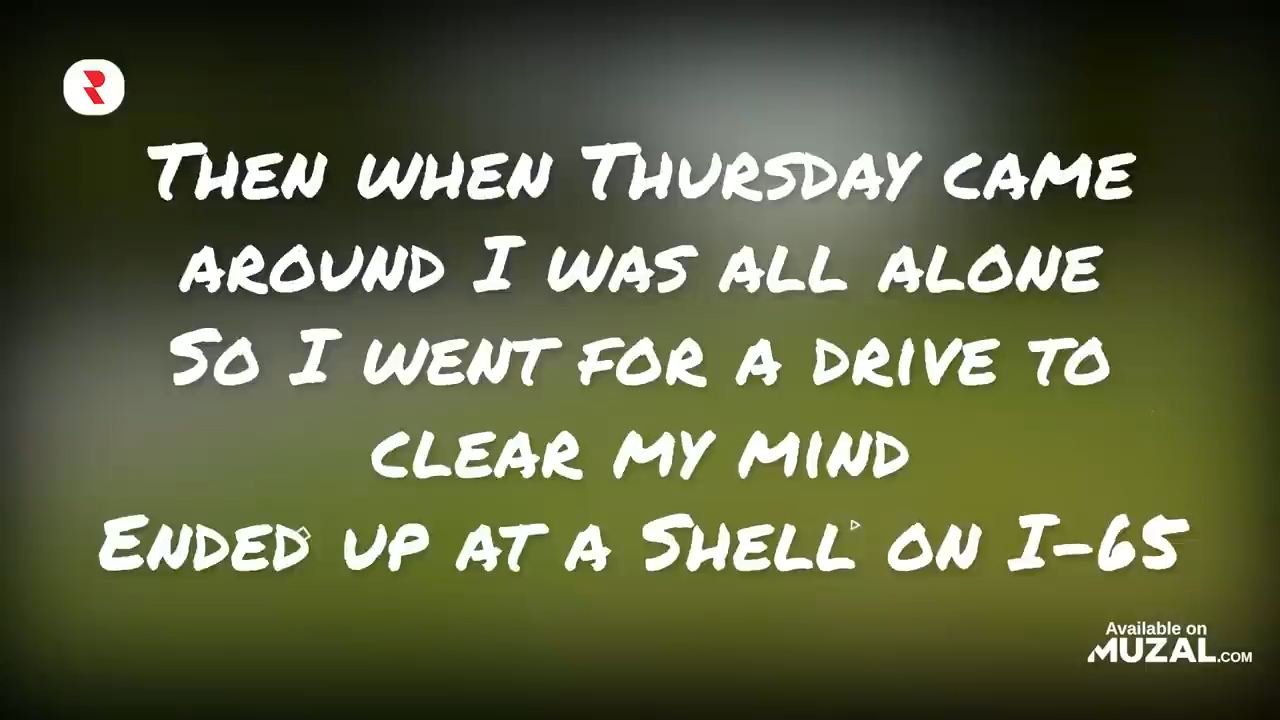 Then when Thursday came
around I was all alone
So I went for a drive to
clear my mind
Ended up at a Shell on I-65
Available on
MUZAL.COM